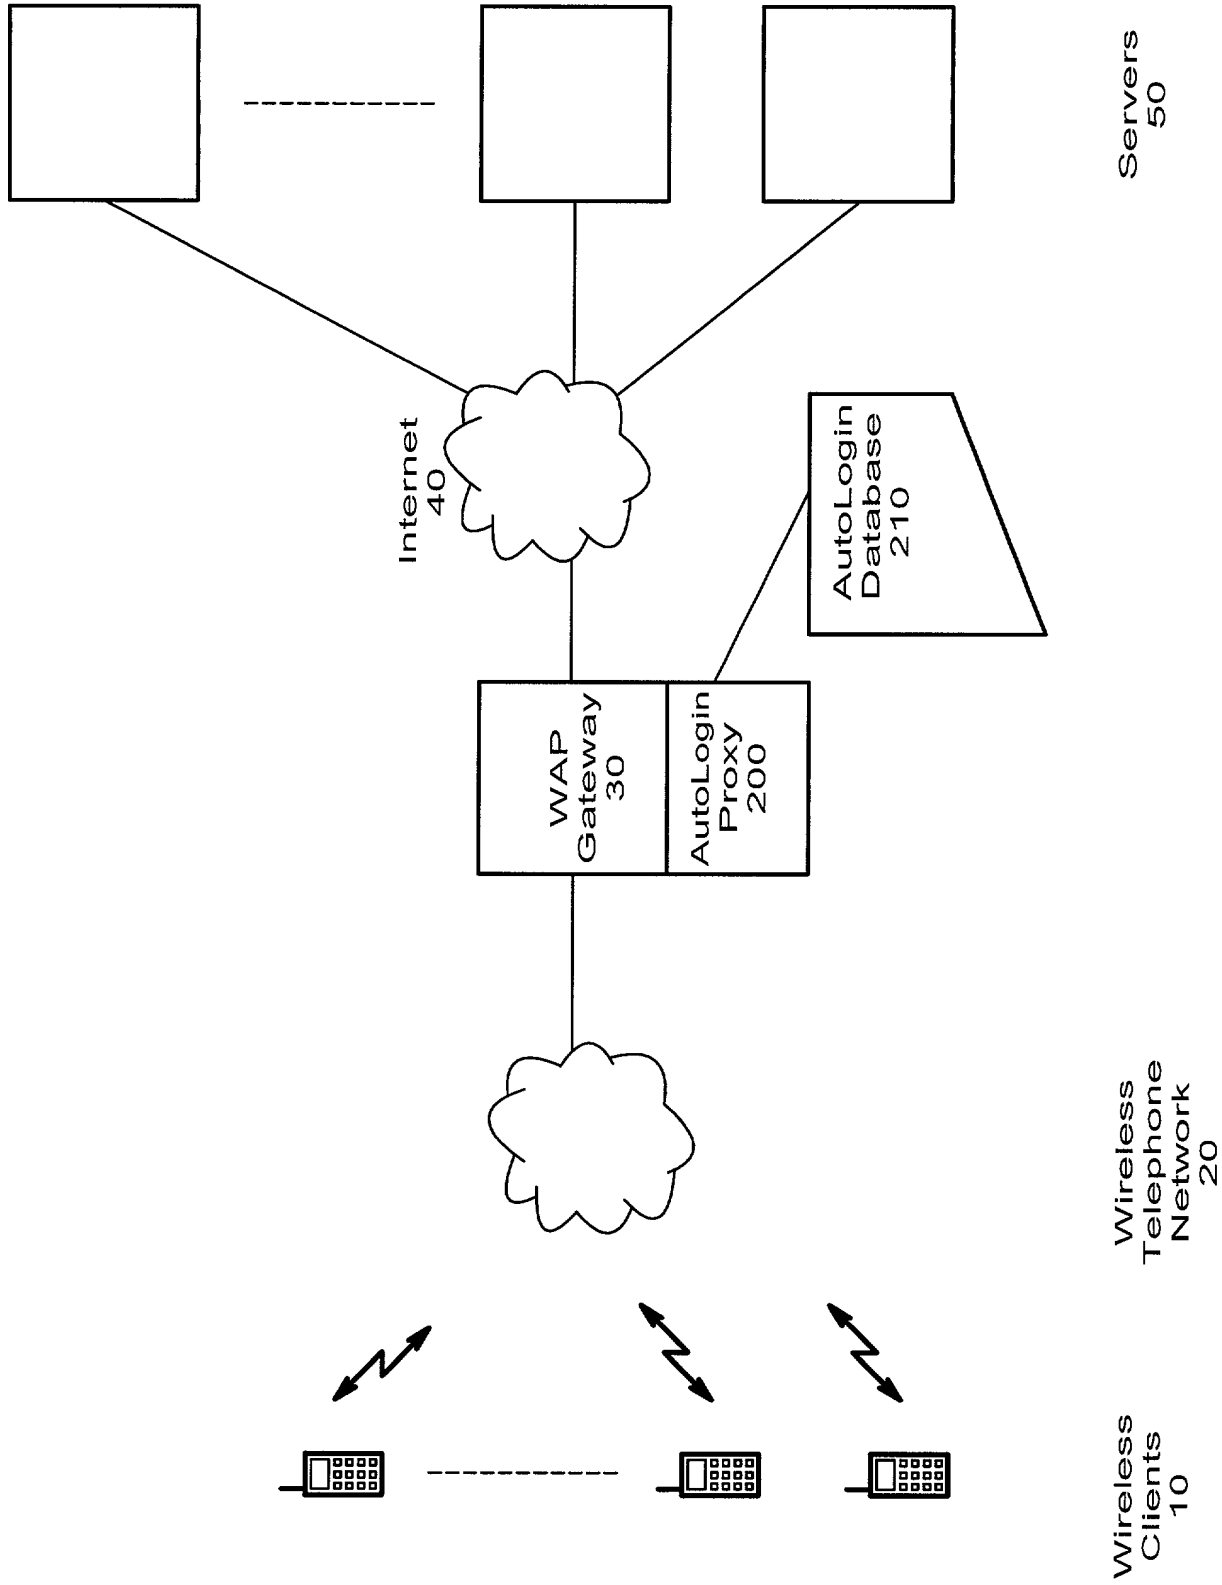 Internet
40
WAP
Gateway
30
AutoLogin
Proxy
200
AutoLogin
Database
210
Wireless
Clients
10
Wireless
Telephone
Network
20
Servers
50